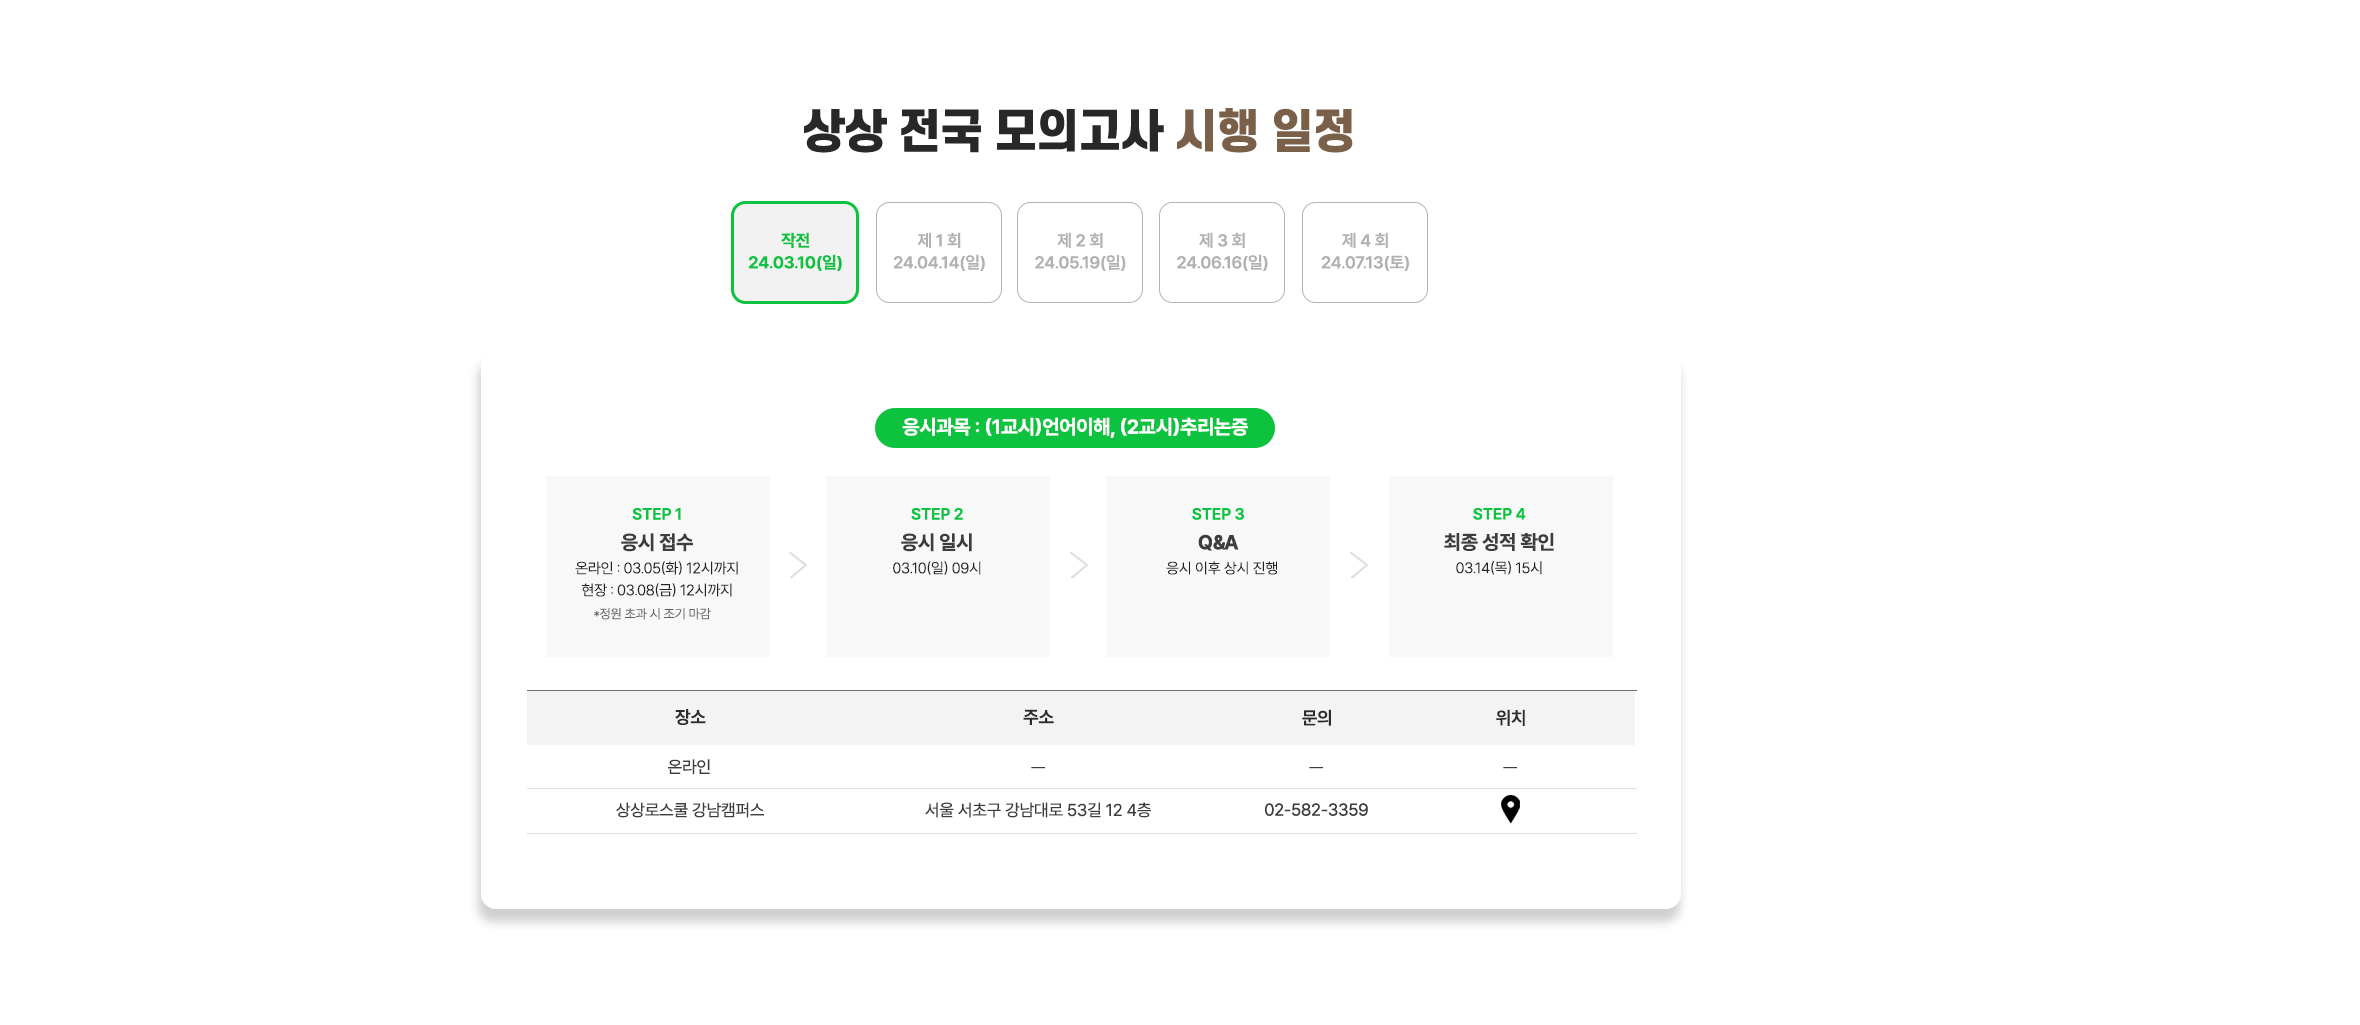 상상 전국 모의고사 시행 일정
작전
24.03.10(일)
제 1 회
24.04.14(일)
제 2 회
24.05.19(일)
제 3 회
24.06.16(일)
제 4 회
24.07.13(토)
응시과목 : (1교시)언어이해, (2교시)추리논증
STEP 1
응시 접수
온라인 : 03.05(화) 12시까지
현장 : 03.08(금) 12시까지
*정원 초과 시 조기 마감
STEP 2
응시 일시
03.10(일) 09시
STEP 3
Q&A
응시 이후 상시 진행
STEP 4
최종 성적 확인
03.14(목) 15시
장소 주소 문의 위치
온라인 — — —
상상로스쿨 강남캠퍼스 서울 서초구 강남대로 53길 12 4층 02-582-3359